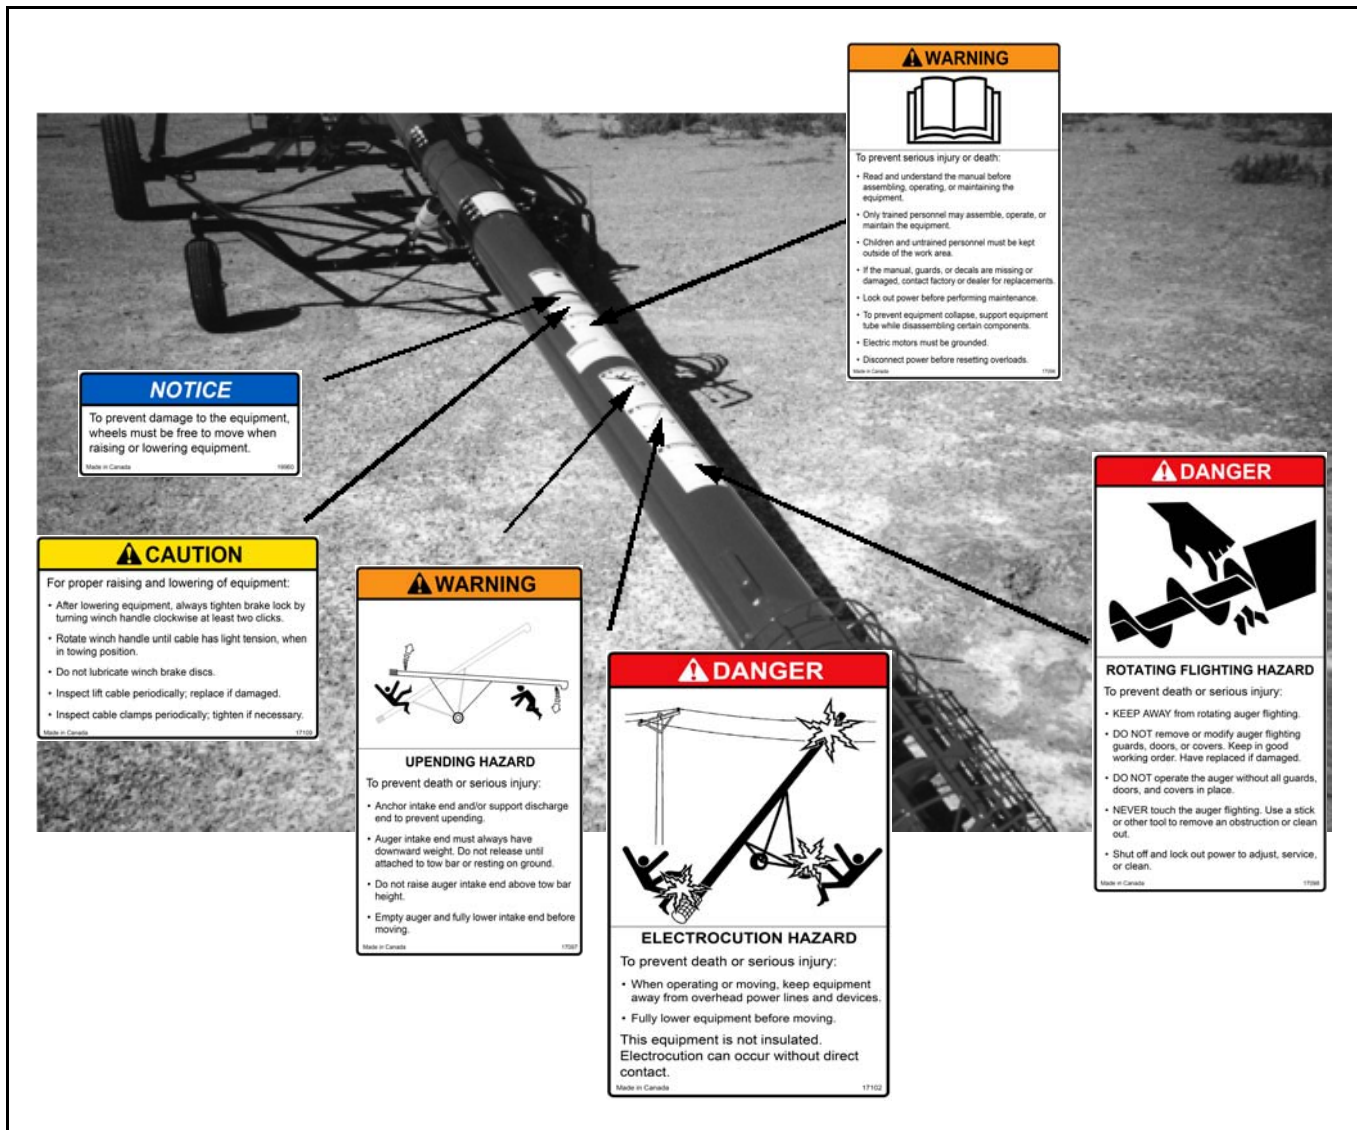 WARNING
To prevent serious injury or death:
• Read and understand the manual before
assembling, operating, or maintaining the
equipment.
• Only trained personnel may assemble, operate, or
maintain the equipment.
• Children and untrained personnel must be kept
outside of the work area.
• If the manual, guards, or decals are missing or
damaged, contact factory or dealer for replacements.
• Lock out power before performing maintenance.
• To prevent equipment collapse, support equipment
tube while disassembling certain components.
• Electric motors must be grounded.
• Disconnect power before resetting overloads.
Made in Canada
NOTICE
To prevent damage to the equipment,
wheels must be free to move when
raising or lowering equipment.
Made in Canada
CAUTION
For proper raising and lowering of equipment:
• After lowering equipment, always tighten brake lock by
turning winch handle clockwise at least two clicks.
• Rotate winch handle until cable has light tension, when
in towing position.
• Do not lubricate winch brake discs.
• Inspect lift cable periodically; replace if damaged.
• Inspect cable clamps periodically; tighten if necessary.
Made in Canada 17103
WARNING
UPENDING HAZARD
To prevent death or serious injury:
• Anchor intake end and/or support discharge
end to prevent upending.
• Auger intake end must always have
downward weight. Do not release until
attached to tow bar or resting on ground.
• Do not raise auger intake end above tow bar
height.
• Empty auger and fully lower intake end before
moving.
Made in Canada 17097
DANGER
ELECTROCUTION HAZARD
To prevent death or serious injury:
• When operating or moving, keep equipment
away from overhead power lines and devices.
• Fully lower equipment before moving.
This equipment is not insulated.
Electrocution can occur without direct
contact.
Made in Canada 17102
DANGER
ROTATING FLIGHTING HAZARD
To prevent death or serious injury:
• KEEP AWAY from rotating auger flighting.
• DO NOT remove or modify auger flighting
guards, doors, or covers. Keep in good
working order. Have replaced if damaged.
• DO NOT operate the auger without all guards,
doors, and covers in place.
• NEVER touch the auger flighting. Use a stick
or other tool to remove an obstruction or clean
out.
• Shut off and lock out power to adjust, service,
or clean.
Made in Canada 17098